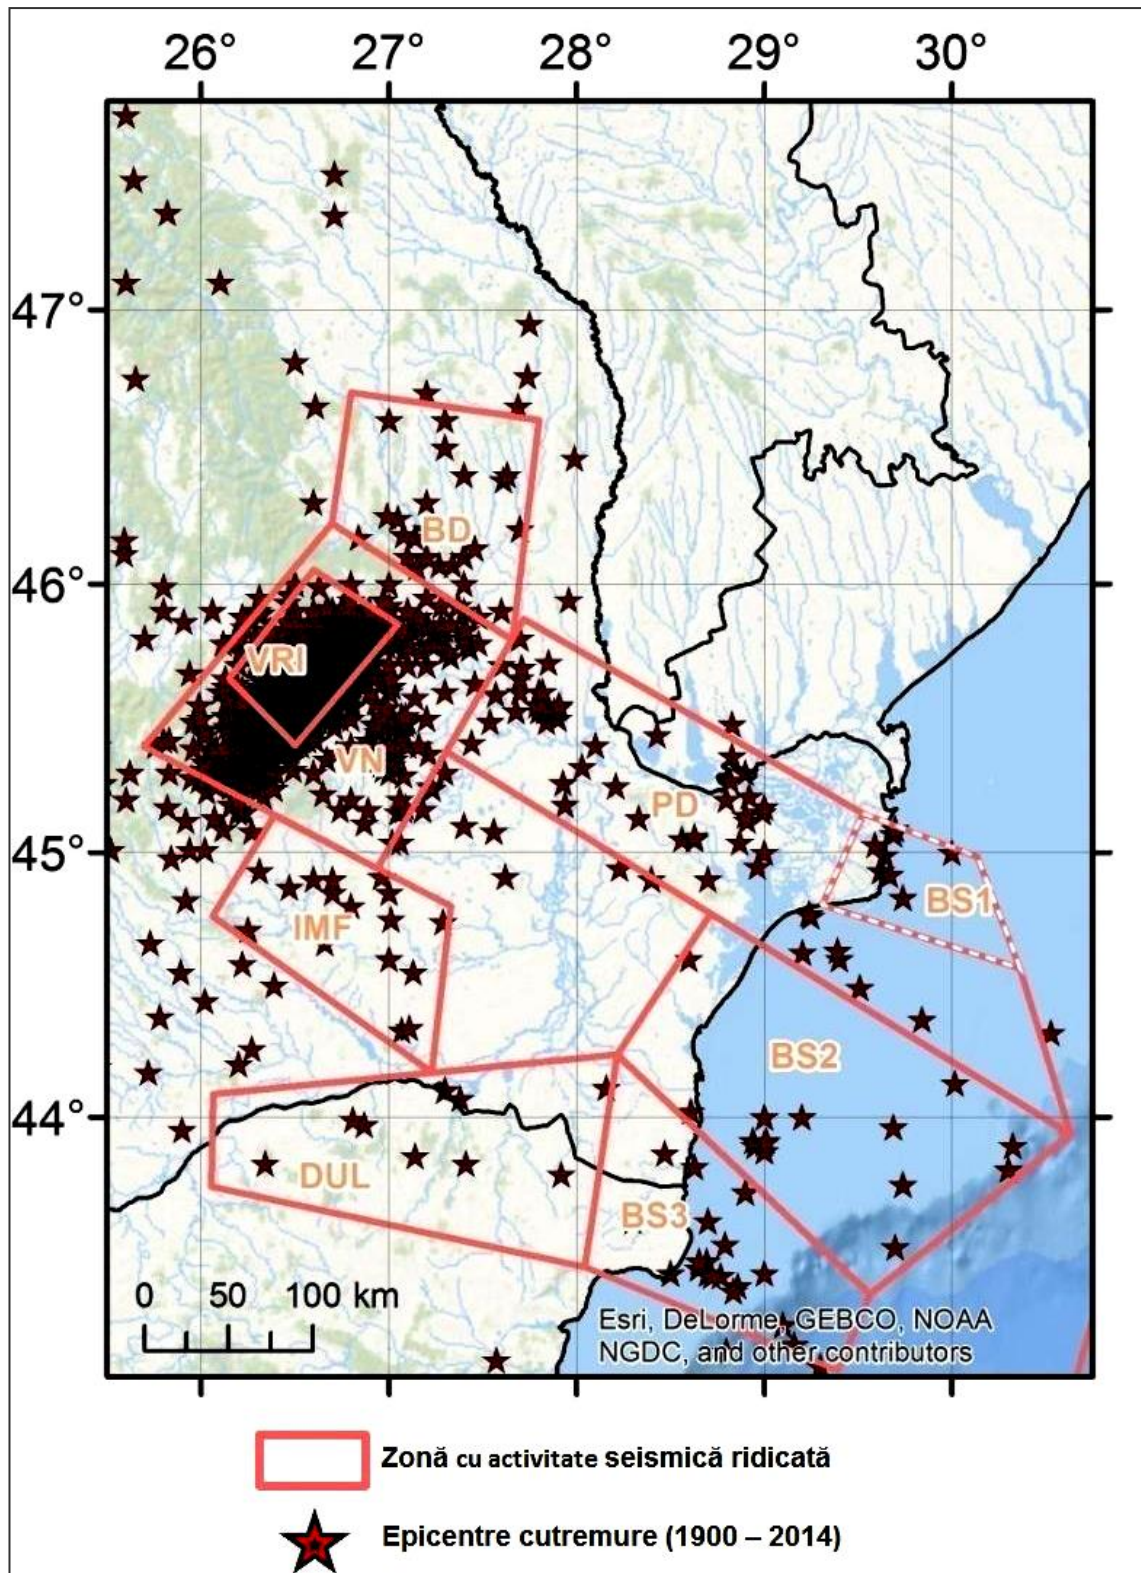 26° 27° 28° 29° 30°
47°
BD
46°
VRI
VN
PD
45°
BS1
IMF
BS2
44°
DUL
BS3
0 50 100 km
Esri, DeLorme, GEBCO, NOAA
NGDC, and other contributors
Zonă cu activitate seismică ridicată
Epicentre cutremure (1900 – 2014)